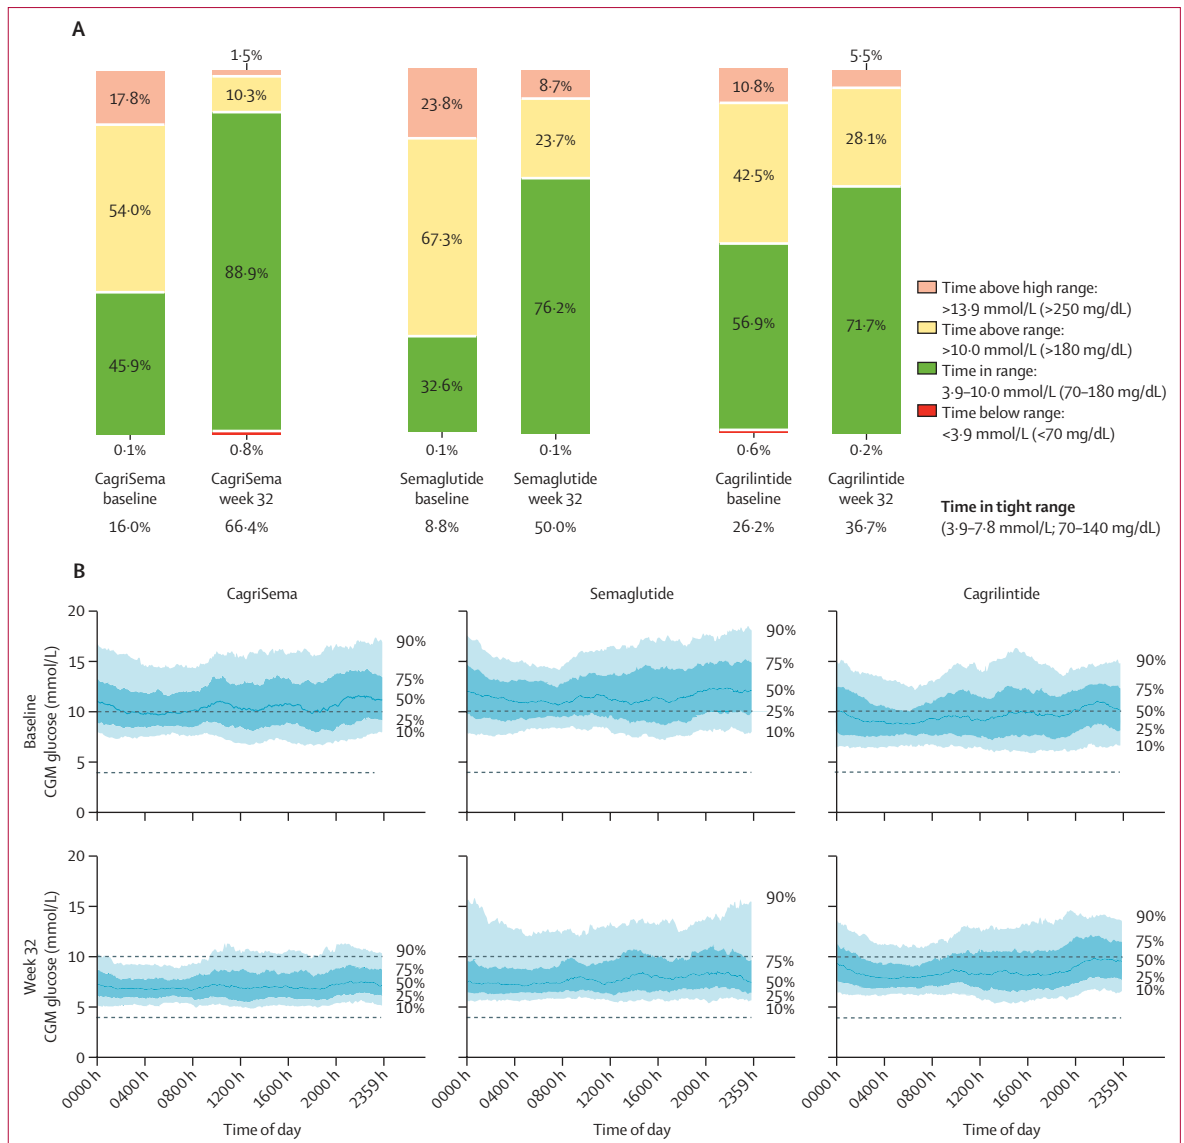 A
1·5%
5·5%
17·8%
10·3%
23·8%
8·7%
10·8%
54·0%
88·9%
67·3%
23·7%
42·5%
28·1%
45·9%
32·6%
76·2%
56·9%
71·7%
Time above high range:
>13·9 mmol/L (>250 mg/dL)
Time above range:
>10·0 mmol/L (>180 mg/dL)
Time in range:
3·9–10·0 mmol/L (70–180 mg/dL)
Time below range:
<3·9 mmol/L (<70 mg/dL)
0·1%
0·8%
0·1%
0·1%
0·6%
0·2%
CagriSema
baseline
CagriSema
week 32
Semaglutide
baseline
Semaglutide
week 32
Cagrilintide
baseline
Cagrilintide
week 32
16·0%
66·4%
8·8%
50·0%
26·2%
36·7%
Time in tight range
(3·9–7·8 mmol/L; 70–140 mg/dL)
B
CagriSema
Semaglutide
Cagrilintide
Baseline
CGM glucose (mmol/L)
20
15
10
5
0
90%
75%
50%
25%
10%
90%
75%
50%
25%
10%
90%
75%
50%
25%
10%
Week 32
CGM glucose (mmol/L)
20
15
10
5
0
90%
75%
50%
25%
10%
90%
75%
50%
25%
10%
90%
75%
50%
25%
10%
0000 h
0400 h
0800 h
1200 h
1600 h
2000 h
2359 h
0000 h
0400 h
0800 h
1200 h
1600 h
2000 h
2359 h
0000 h
0400 h
0800 h
1200 h
1600 h
2000 h
2359 h
Time of day
Time of day
Time of day